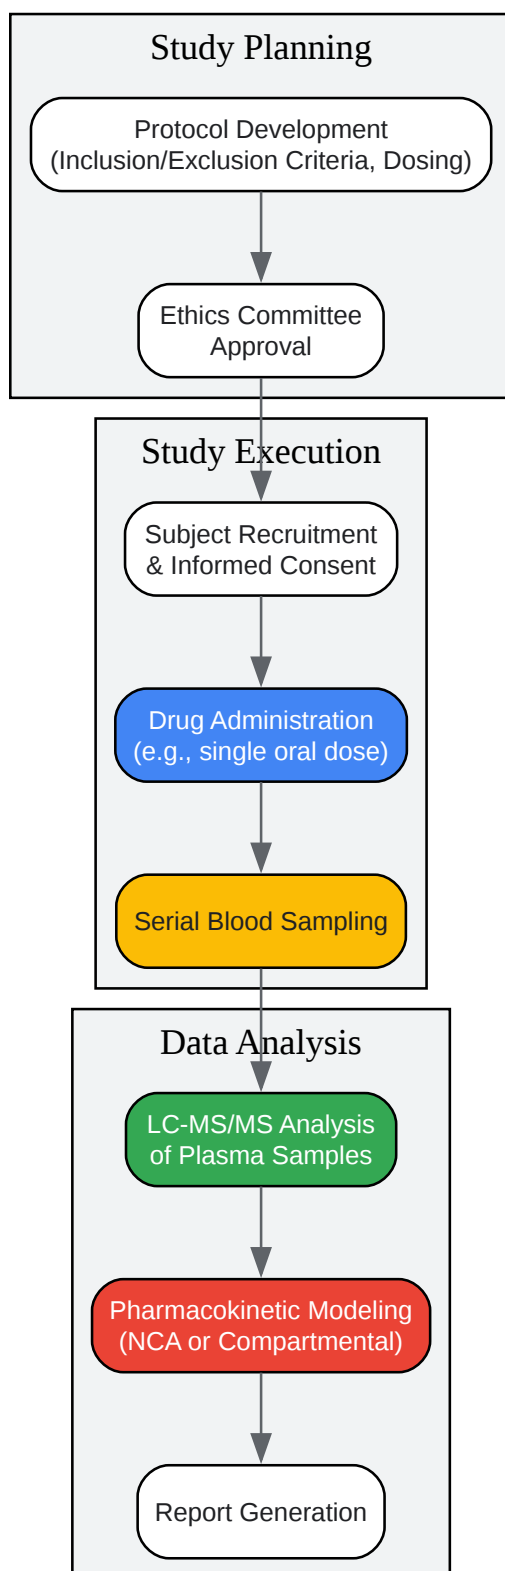 Study Planning
Protocol Development
(Inclusion/Exclusion Criteria, Dosing)
Ethics Committee
Approval
Study Execution
Subject Recruitment
& Informed Consent
Drug Administration
(e.g., single oral dose)
Serial Blood Sampling
Data Analysis
LC-MS/MS Analysis
of Plasma Samples
Pharmacokinetic Modeling
(NCA or Compartmental)
Report Generation